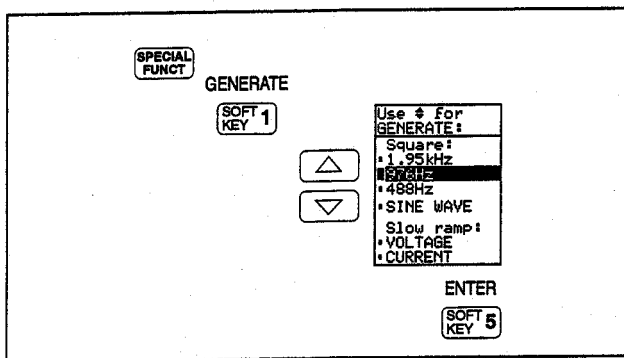 SPECIAL
FUNCT
GENERATE
SOFT
KEY 1
Use ⬍ for
GENERATE:
Square:
▪1.95kHz
▪976Hz
▪488Hz
▪SINE WAVE
Slow ramp:
▪VOLTAGE
▪CURRENT
ENTER
SOFT
KEY 5